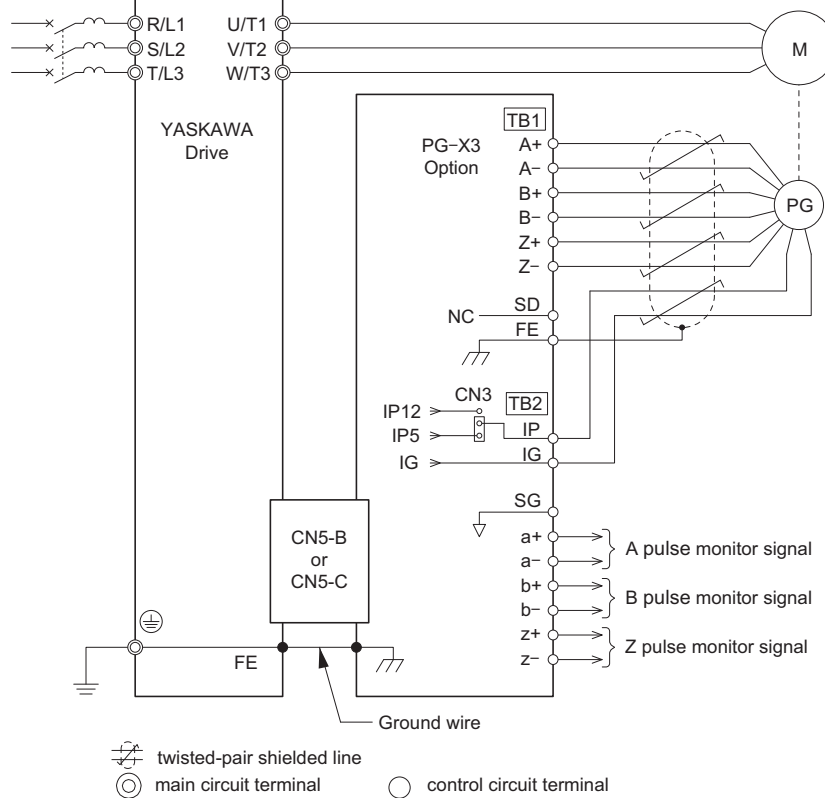 R/L1 U/T1
S/L2 V/T2
T/L3 W/T3
M
YASKAWA
Drive
PG−X3
Option
TB1
A+
A−
B+
B−
Z+
Z−
PG
SD
NC
FE
CN3
TB2
IP12
IP5
IP
IG
IG
SG
a+
a−
A pulse monitor signal
b+
b−
B pulse monitor signal
z+
z−
Z pulse monitor signal
CN5-B
or
CN5-C
FE
Ground wire
twisted-pair shielded line
main circuit terminal
control circuit terminal